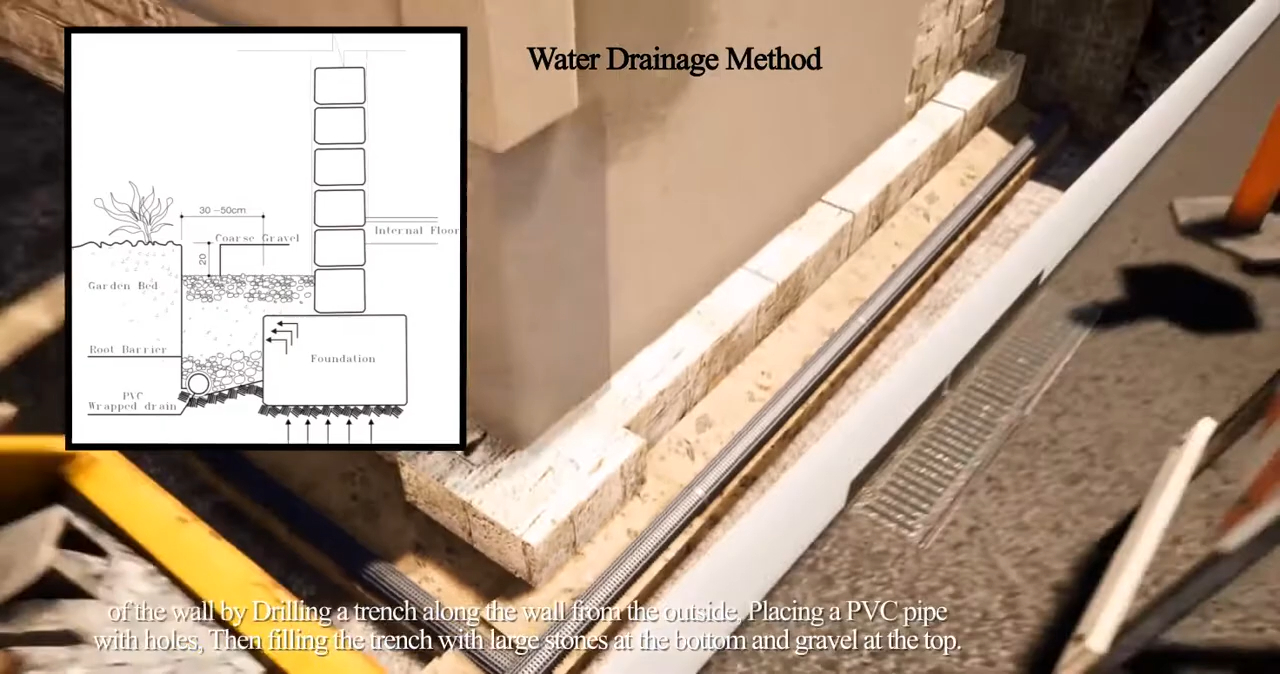 Water Drainage Method
30 -50cm
Coarse Gravel
20
Internal Floor
Garden Bed
Root Barrier
Foundation
PVC
Wrapped drain
of the wall by Drilling a trench along the wall from the outside, Placing a PVC pipe
with holes, Then filling the trench with large stones at the bottom and gravel at the top.